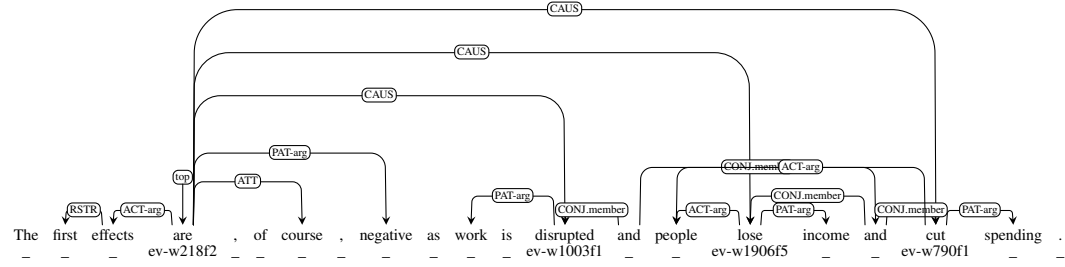 CAUS
CAUS
CAUS
PAT-arg
CONJ.mem ACT-arg
top
ATT
PAT-arg
CONJ.member
RSTR
ACT-arg
CONJ.member
ACT-arg
PAT-arg
CONJ.member
PAT-arg
The first effects are , of course , negative as work is disrupted and people lose income and cut spending .
_ _ _ ev-w218f2 _ _ _ _ _ _ _ _ ev-w1003f1 _ _ ev-w1906f5 _ _ ev-w790f1 _ _